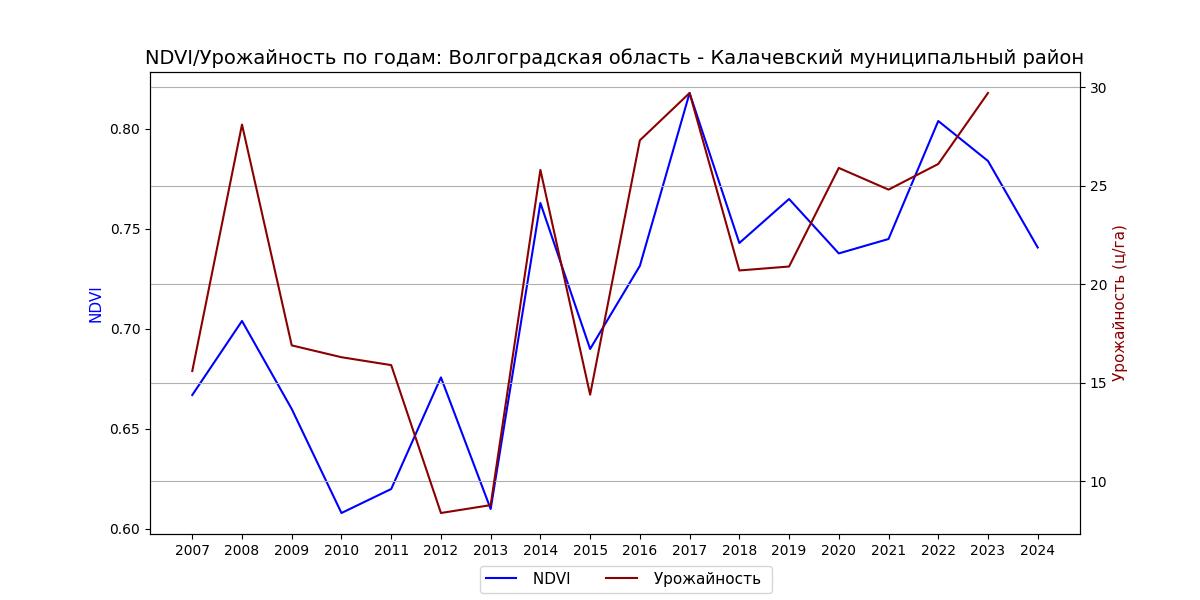 NDVI/Урожайность по годам: Волгоградская область - Калачевский муниципальный район
NDVI
0.80
0.75
0.70
0.65
0.60
30
25
20
15
10
Урожайность (ц/га)
2007 2008 2009 2010 2011 2012 2013 2014 2015 2016 2017 2018 2019 2020 2021 2022 2023 2024
NDVI Урожайность